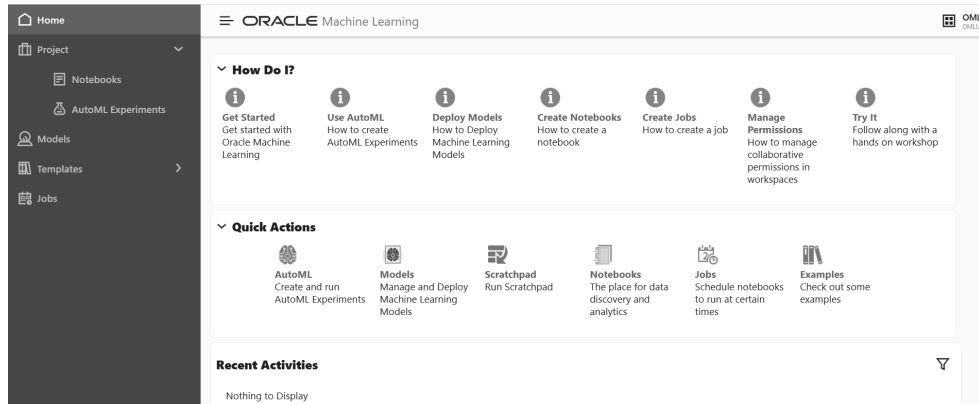 Home
ORACLE Machine Learning
Project
Notebooks
AutoML Experiments
Models
Templates
Jobs
How Do I?
Get Started
Get started with
Oracle Machine
Learning
Use AutoML
How to create
AutoML Experiments
Deploy Models
How to Deploy
Machine Learning
Models
Create Notebooks
How to create a
notebook
Create Jobs
How to create a job
Manage
Permissions
How to manage
collaborative
permissions in
workspaces
Try It
Follow along with a
hands on workshop
Quick Actions
AutoML
Create and run
AutoML Experiments
Models
Manage and Deploy
Machine Learning
Models
Scratchpad
Run Scratchpad
Notebooks
The place for data
discovery and
analytics
Jobs
Schedule notebooks
to run at certain
times
Examples
Check out some
examples
Recent Activities
Nothing to Display